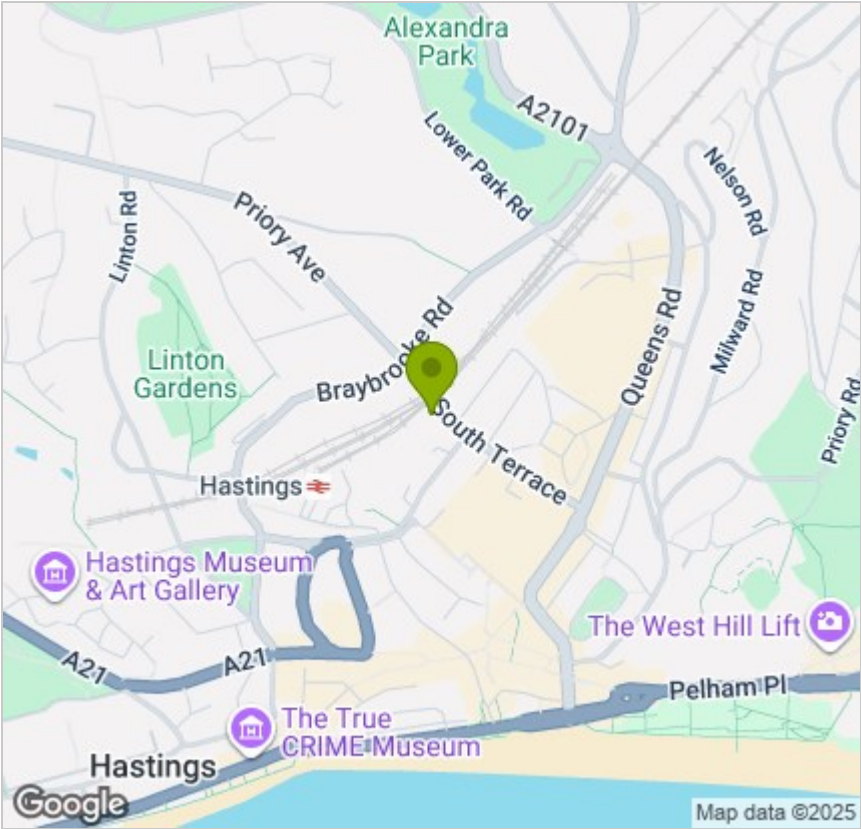 Alexandra
Park
A2101
Lower Park Rd
Nelson Rd
Linton Rd
Priory Ave
Milward Rd
Queens Rd
Braybrooke Rd
Linton
Gardens
Priory Rd
South Terrace
Hastings
Hastings Museum
& Art Gallery
The West Hill Lift
A21
A21
Pelham Pl
The True
CRIME Museum
Hastings
Google
Map data ©2025